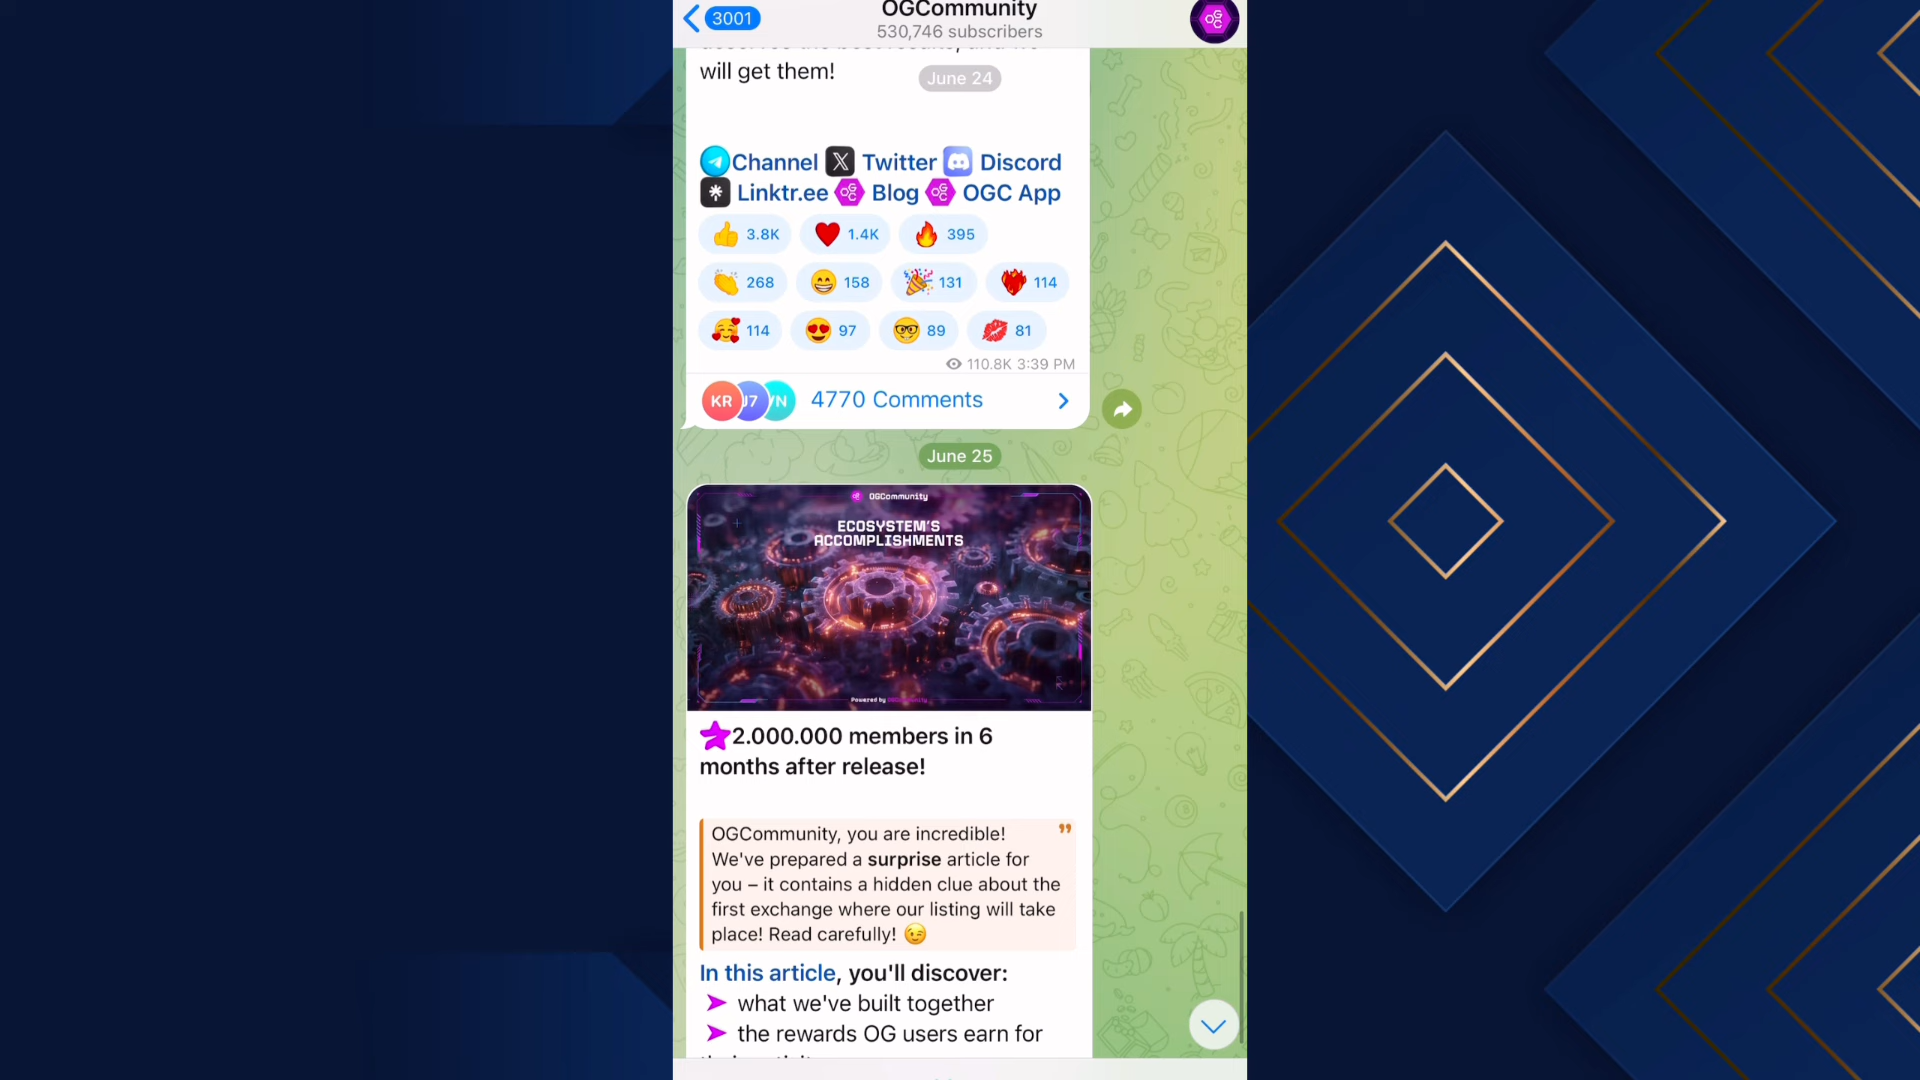 3001
OGCommunity
530,746 subscribers
will get them!
June 24
Channel Twitter Discord
Linktr.ee Blog OGC App
3.8K 1.4K 395
268 158 131 114
114 97 89 81
110.8K 3:39 PM
KR J7 VN 4770 Comments
June 25
OGCommunity
ECOSYSTEM'S
ACCOMPLISHMENTS
Powered by OGCommunity
2.000.000 members in 6
months after release!
OGCommunity, you are incredible!
We've prepared a surprise article for
you – it contains a hidden clue about the
first exchange where our listing will take
place! Read carefully! 😉
In this article, you'll discover:
➤ what we've built together
➤ the rewards OG users earn for